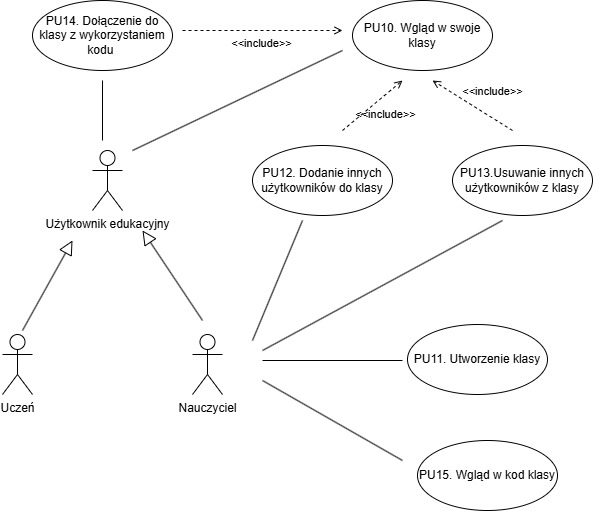 PU14. Dołączenie do
klasy z wykorzystaniem
kodu
<<include>>
PU10. Wgląd w swoje
klasy
<<include>>
<<include>>
PU12. Dodanie innych
użytkowników do klasy
PU13.Usuwanie innych
użytkowników z klasy
Użytkownik edukacyjny
PU11. Utworzenie klasy
Uczeń
Nauczyciel
PU15. Wgląd w kod klasy